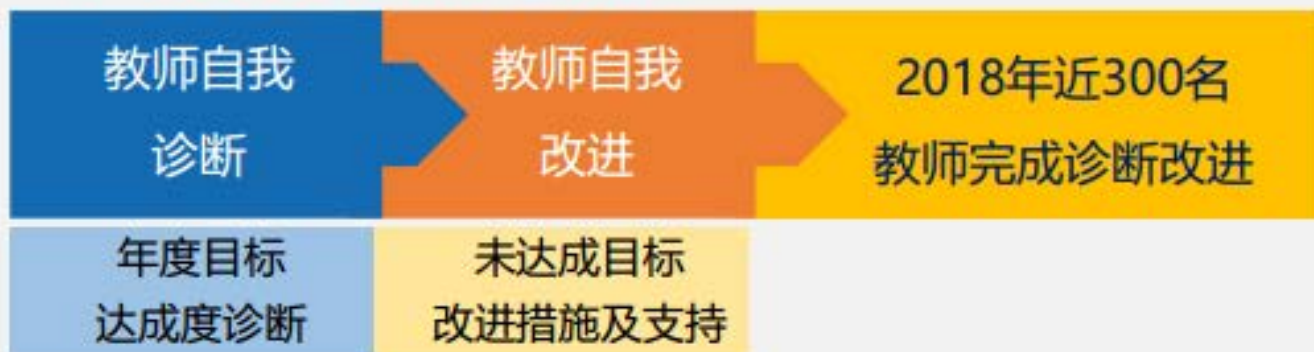 教师自我
诊断
教师自我
改进
2018年近300名
教师完成诊断改进
年度目标
达成度诊断
未达成目标
改进措施及支持